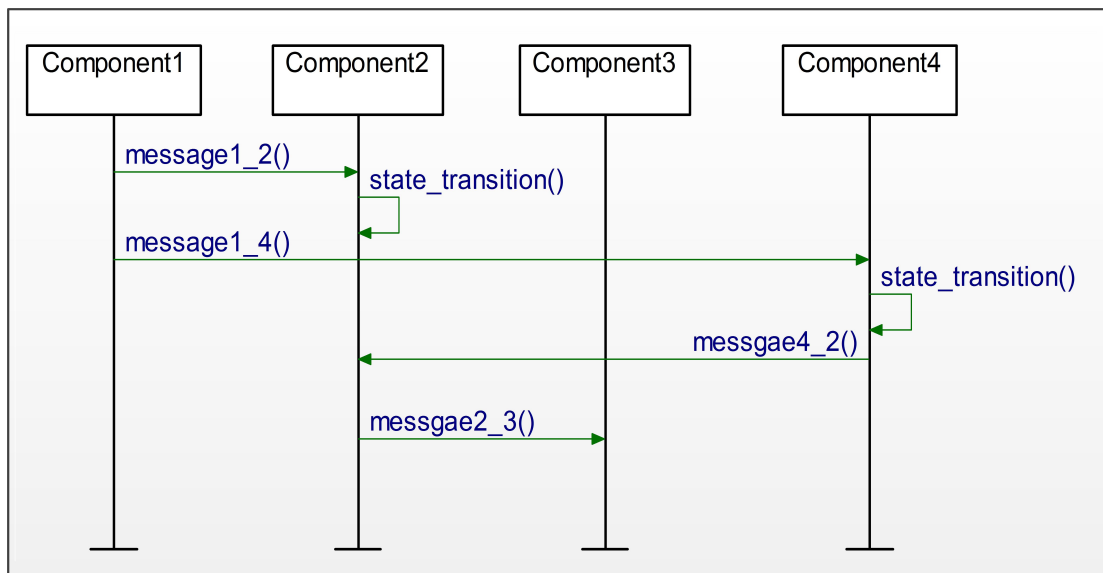 Component1
Component2
Component3
Component4
message1_2()
state_transition()
message1_4()
state_transition()
messgae4_2()
messgae2_3()